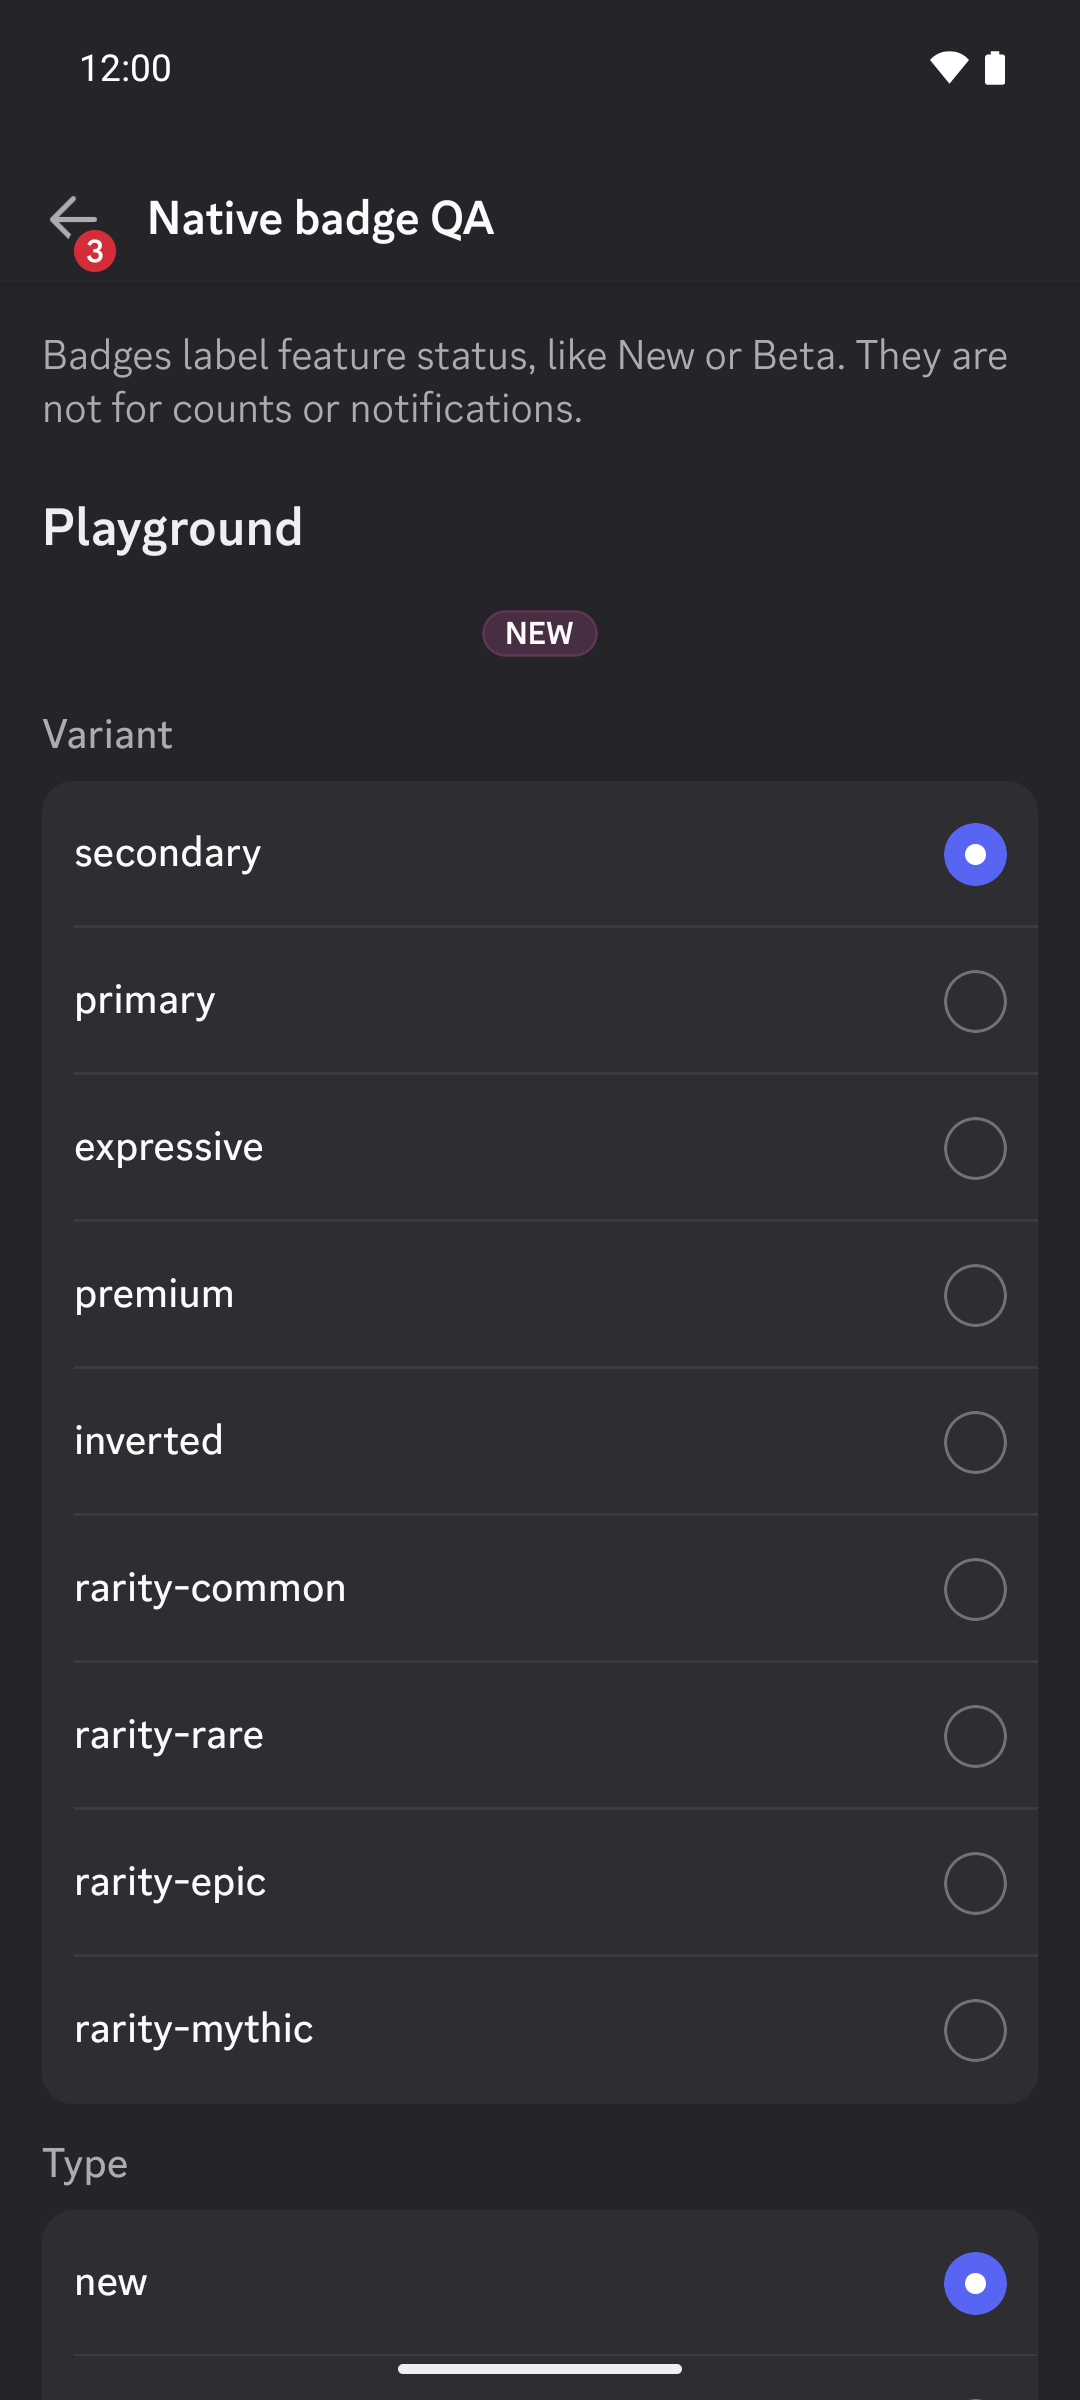 12:00
3
Native badge QA
Badges label feature status, like New or Beta. They are
not for counts or notifications.
Playground
NEW
Variant
secondary
primary
expressive
premium
inverted
rarity-common
rarity-rare
rarity-epic
rarity-mythic
Type
new